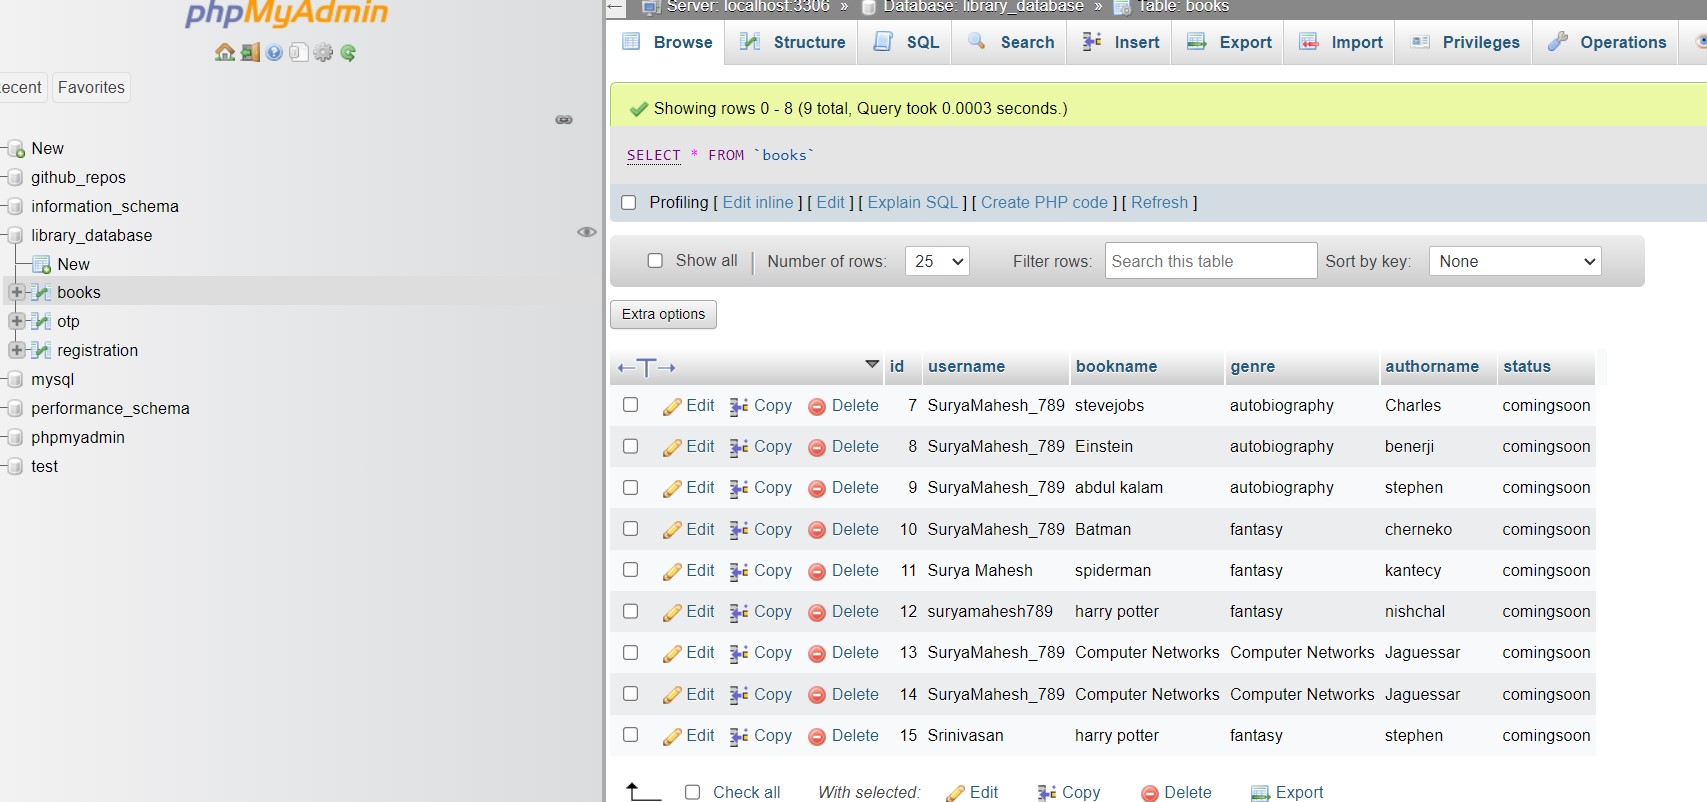 phpMyAdmin
Favorites
New
github_repos
information_schema
library_database
New
books
otp
registration
mysql
performance_schema
phpmyadmin
test
Server: localhost:3306 » Database: library_database » Table: books
Browse Structure SQL Search Insert Export Import Privileges Operations
Showing rows 0 - 8 (9 total, Query took 0.0003 seconds.)
SELECT * FROM `books`
Profiling [ Edit inline ] [ Edit ] [ Explain SQL ] [ Create PHP code ] [ Refresh ]
Show all | Number of rows: 25 Filter rows: Search this table Sort by key: None
Extra options
←T→ id username bookname genre authorname status
Edit Copy Delete 7 SuryaMahesh_789 stevejobs autobiography Charles comingsoon
Edit Copy Delete 8 SuryaMahesh_789 Einstein autobiography benerji comingsoon
Edit Copy Delete 9 SuryaMahesh_789 abdul kalam autobiography stephen comingsoon
Edit Copy Delete 10 SuryaMahesh_789 Batman fantasy cherneko comingsoon
Edit Copy Delete 11 Surya Mahesh spiderman fantasy kantecy comingsoon
Edit Copy Delete 12 suryamahesh789 harry potter fantasy nishchal comingsoon
Edit Copy Delete 13 SuryaMahesh_789 Computer Networks Computer Networks Jaguessar comingsoon
Edit Copy Delete 14 SuryaMahesh_789 Computer Networks Computer Networks Jaguessar comingsoon
Edit Copy Delete 15 Srinivasan harry potter fantasy stephen comingsoon
Check all With selected: Edit Copy Delete Export